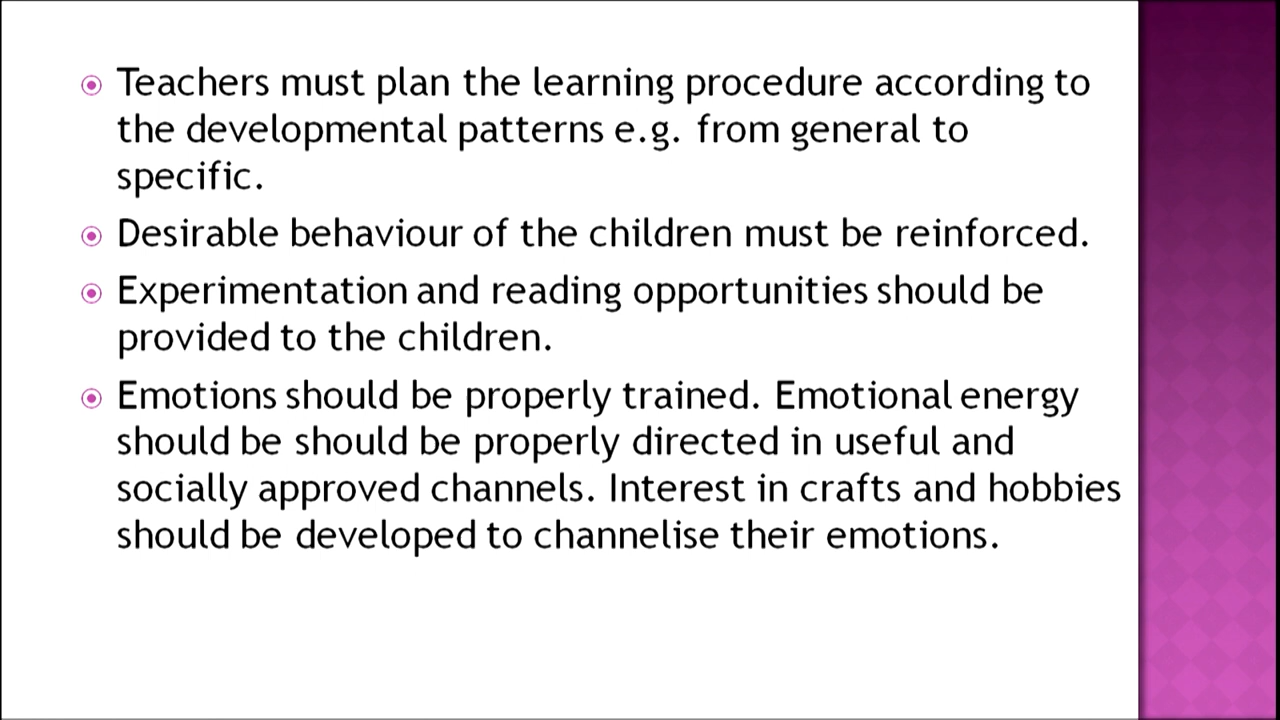 Teachers must plan the learning procedure according to
the developmental patterns e.g. from general to
specific.
Desirable behaviour of the children must be reinforced.
Experimentation and reading opportunities should be
provided to the children.
Emotions should be properly trained. Emotional energy
should be should be properly directed in useful and
socially approved channels. Interest in crafts and hobbies
should be developed to channelise their emotions.